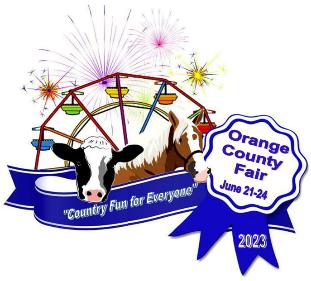 Orange
County
Fair
June 21-24
"Country Fun for Everyone"
2023